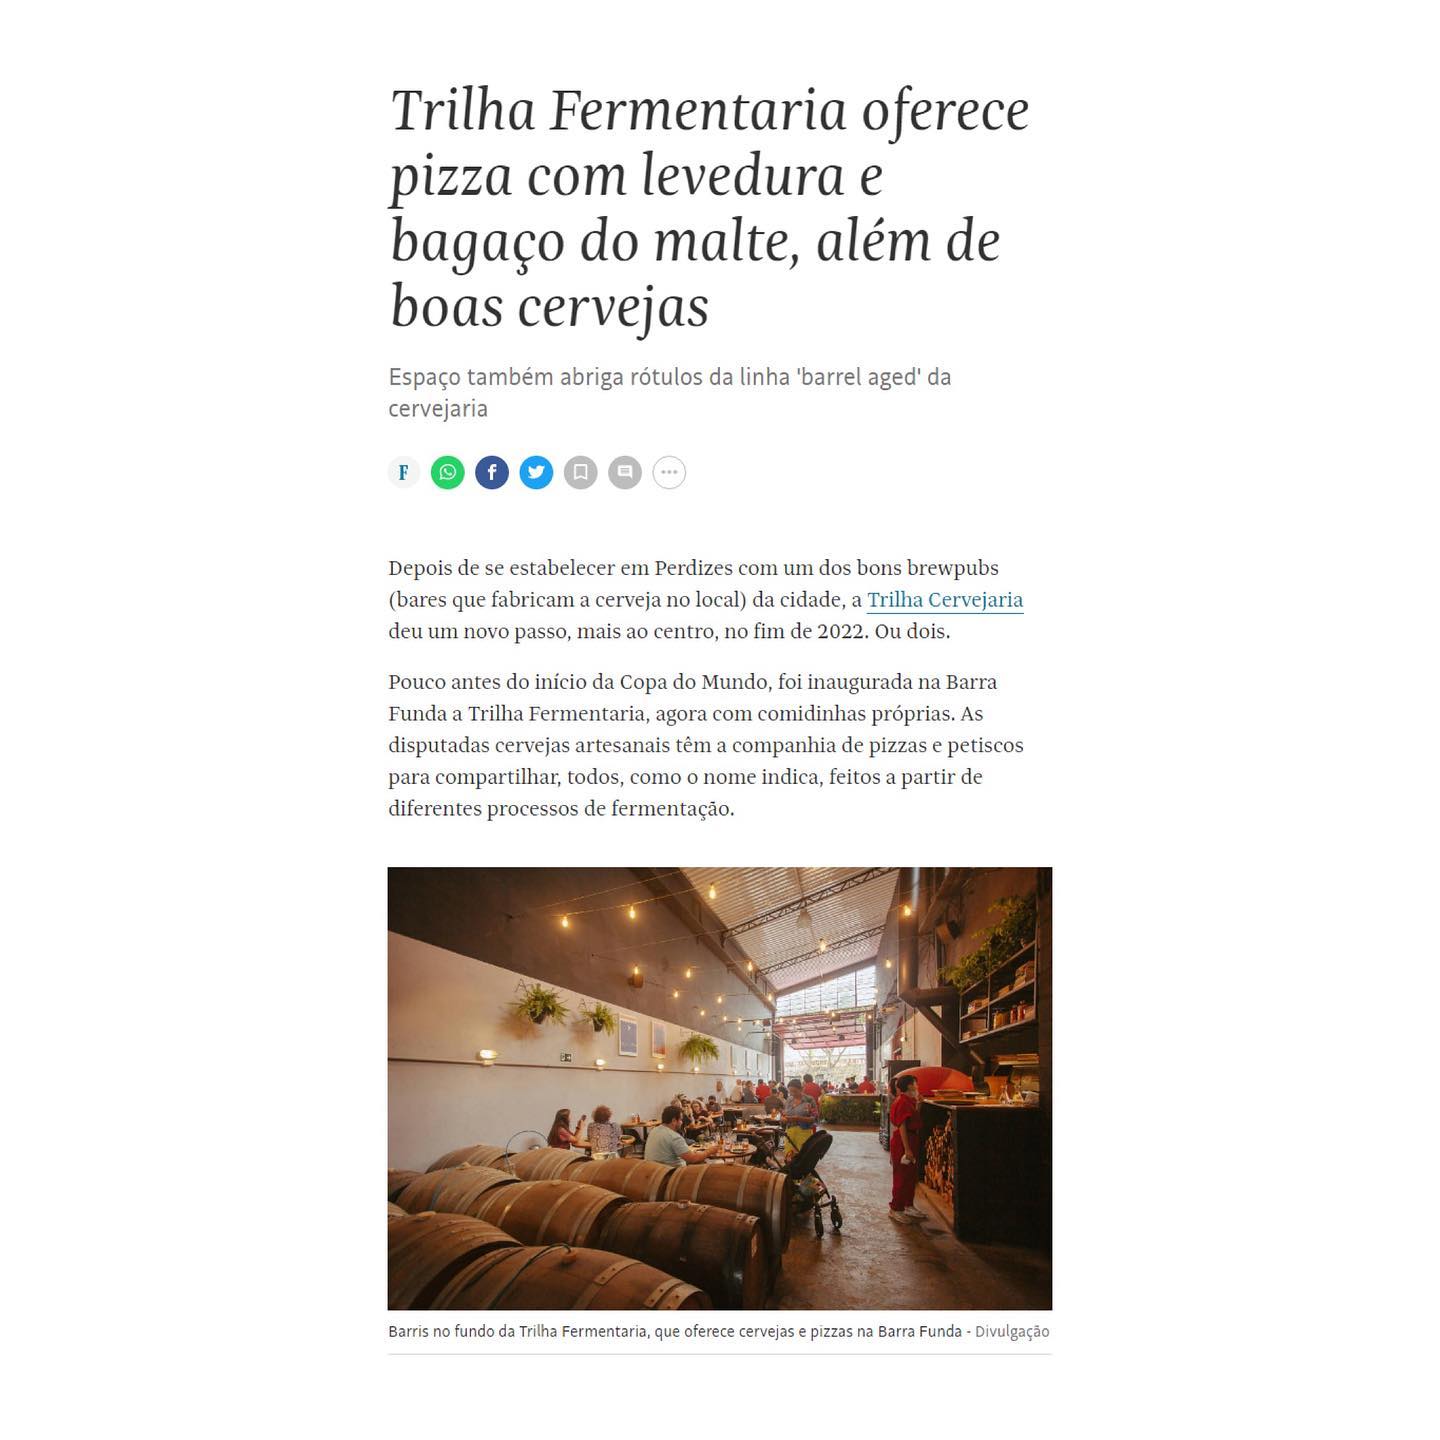 Trilha Fermentaria oferece
pizza com levedura e
bagaço do malte, além de
boas cervejas
Espaço também abriga rótulos da linha 'barrel aged' da
cervejaria
F
Depois de se estabelecer em Perdizes com um dos bons brewpubs
(bares que fabricam a cerveja no local) da cidade, a Trilha Cervejaria
deu um novo passo, mais ao centro, no fim de 2022. Ou dois.
Pouco antes do início da Copa do Mundo, foi inaugurada na Barra
Funda a Trilha Fermentaria, agora com comidinhas próprias. As
disputadas cervejas artesanais têm a companhia de pizzas e petiscos
para compartilhar, todos, como o nome indica, feitos a partir de
diferentes processos de fermentação.
Barris no fundo da Trilha Fermentaria, que oferece cervejas e pizzas na Barra Funda - Divulgação